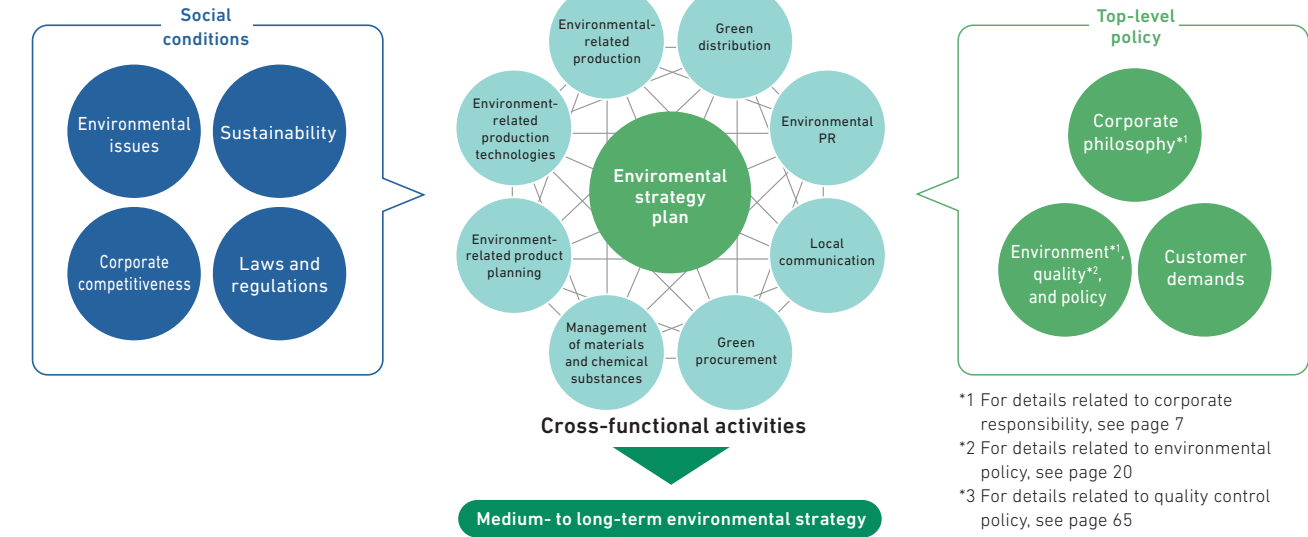 Social
conditions
Environmental
issues
Sustainability
Corporate
competitiveness
Laws and
regulations
Environmental-
related
production
Green
distribution
Environment-
related
production
technologies
Environmental
PR
Enviromental
strategy
plan
Environment-
related product
planning
Local
communication
Management
of materials
and chemical
substances
Green
procurement
Cross-functional activities
Medium- to long-term environmental strategy
Top-level
policy
Corporate
philosophy*1
Environment*1,
quality*2,
and policy
Customer
demands
*1 For details related to corporate
responsibility, see page 7
*2 For details related to environmental
policy, see page 20
*3 For details related to quality control
policy, see page 65